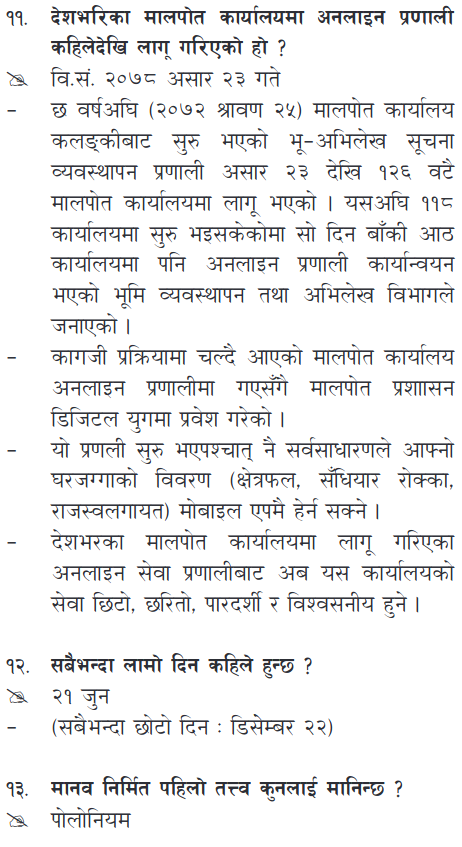 ११. देशभरिका मालपोत कार्यालयमा अनलाइन प्रणाली
कहिलेदेखि लागू गरिएको हो ?
वि.सं. २०७८ असार २३ गते
– छ वर्षअघि (२०७२ श्रावण २५) मालपोत कार्यालय
कलङ्कीबाट सुरु भएको भू-अभिलेख सूचना
व्यवस्थापन प्रणाली असार २३ देखि १२६ वटै
मालपोत कार्यालयमा लागू भएको । यसअघि ११८
कार्यालयमा सुरु भइसकेकोमा सो दिन बाँकी आठ
कार्यालयमा पनि अनलाइन प्रणाली कार्यान्वयन
भएको भूमि व्यवस्थापन तथा अभिलेख विभागले
जनाएको ।
– कागजी प्रक्रियामा चल्दै आएको मालपोत कार्यालय
अनलाइन प्रणालीमा गएसँगै मालपोत प्रशाासन
डिजिटल युगमा प्रवेश गरेको ।
– यो प्रणली सुरु भएपश्चात् नै सर्वसाधारणले आफ्नो
घरजग्गाको विवरण (क्षेत्रफल, सँधियार रोक्का,
राजस्वलगायत) मोबाइल एपमै हेर्न सक्ने ।
– देशभरका मालपोत कार्यालयमा लागू गरिएका
अनलाइन सेवा प्रणालीबाट अब यस कार्यालयको
सेवा छिटो, छरितो, पारदर्शी र विश्वसनीय हुने ।
१२. सबैभन्दा लामो दिन कहिले हुन्छ ?
२१ जुन
– (सबैभन्दा छोटो दिन : डिसेम्बर २२)
१३. मानव निर्मित पहिलो तत्त्व कुनलाई मानिन्छ ?
पोलोनियम